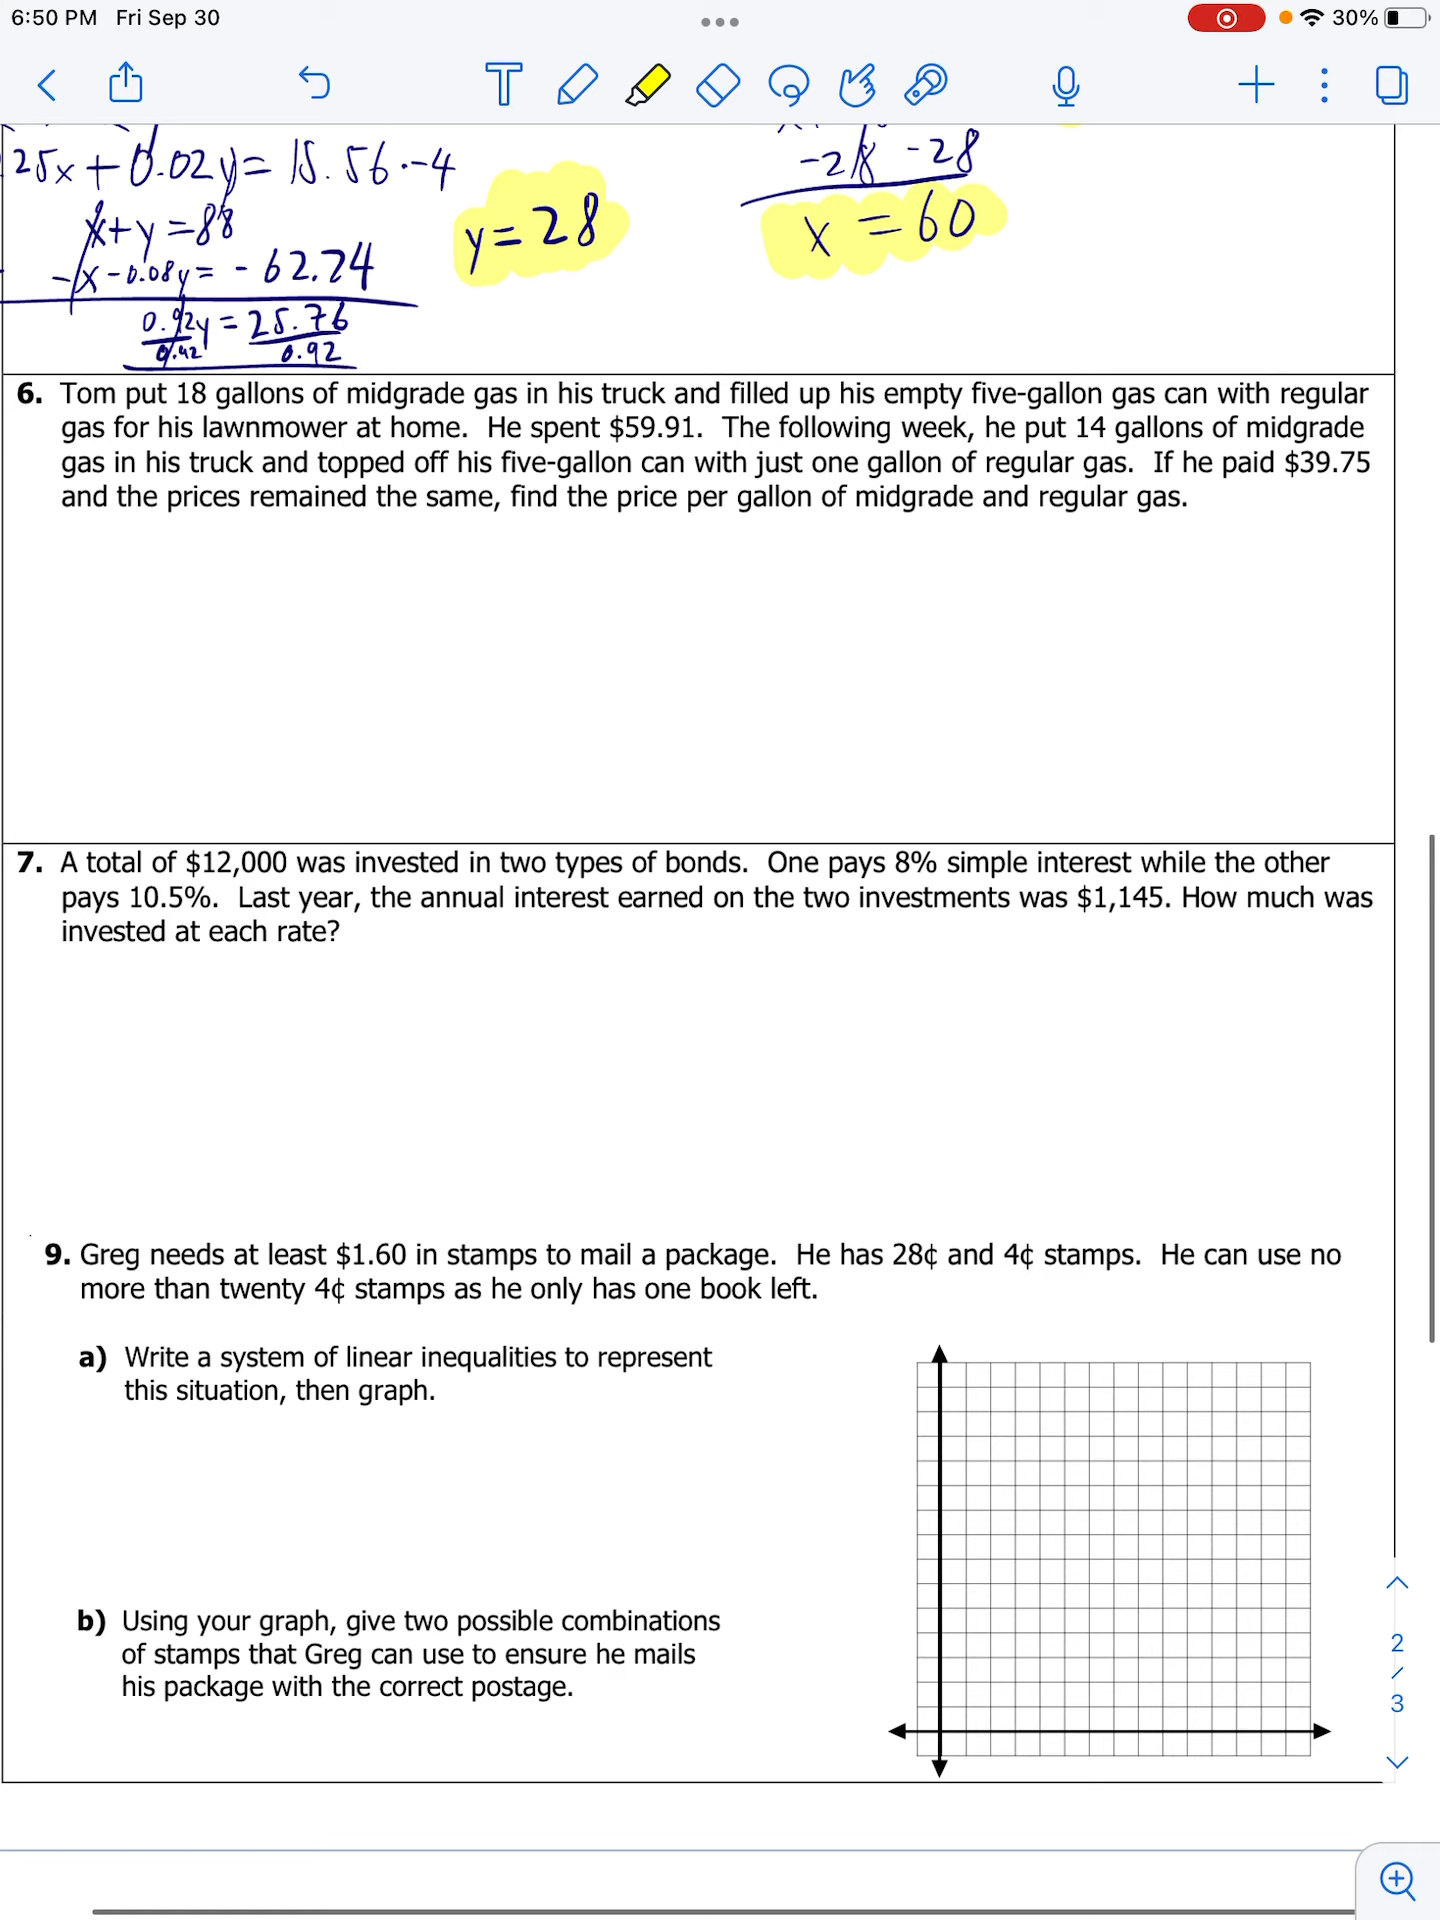 6:50 PM Fri Sep 30
30%
25x + 0.02y = 15.56 · -4
x + y = 88
-x - 0.08y = - 62.24
0.92y = 25.76
0.92
y = 28
-28 -28
x = 60
6. Tom put 18 gallons of midgrade gas in his truck and filled up his empty five-gallon gas can with regular
gas for his lawnmower at home. He spent $59.91. The following week, he put 14 gallons of midgrade
gas in his truck and topped off his five-gallon can with just one gallon of regular gas. If he paid $39.75
and the prices remained the same, find the price per gallon of midgrade and regular gas.
7. A total of $12,000 was invested in two types of bonds. One pays 8% simple interest while the other
pays 10.5%. Last year, the annual interest earned on the two investments was $1,145. How much was
invested at each rate?
9. Greg needs at least $1.60 in stamps to mail a package. He has 28¢ and 4¢ stamps. He can use no
more than twenty 4¢ stamps as he only has one book left.
a) Write a system of linear inequalities to represent
this situation, then graph.
b) Using your graph, give two possible combinations
of stamps that Greg can use to ensure he mails
his package with the correct postage.
2
/
3